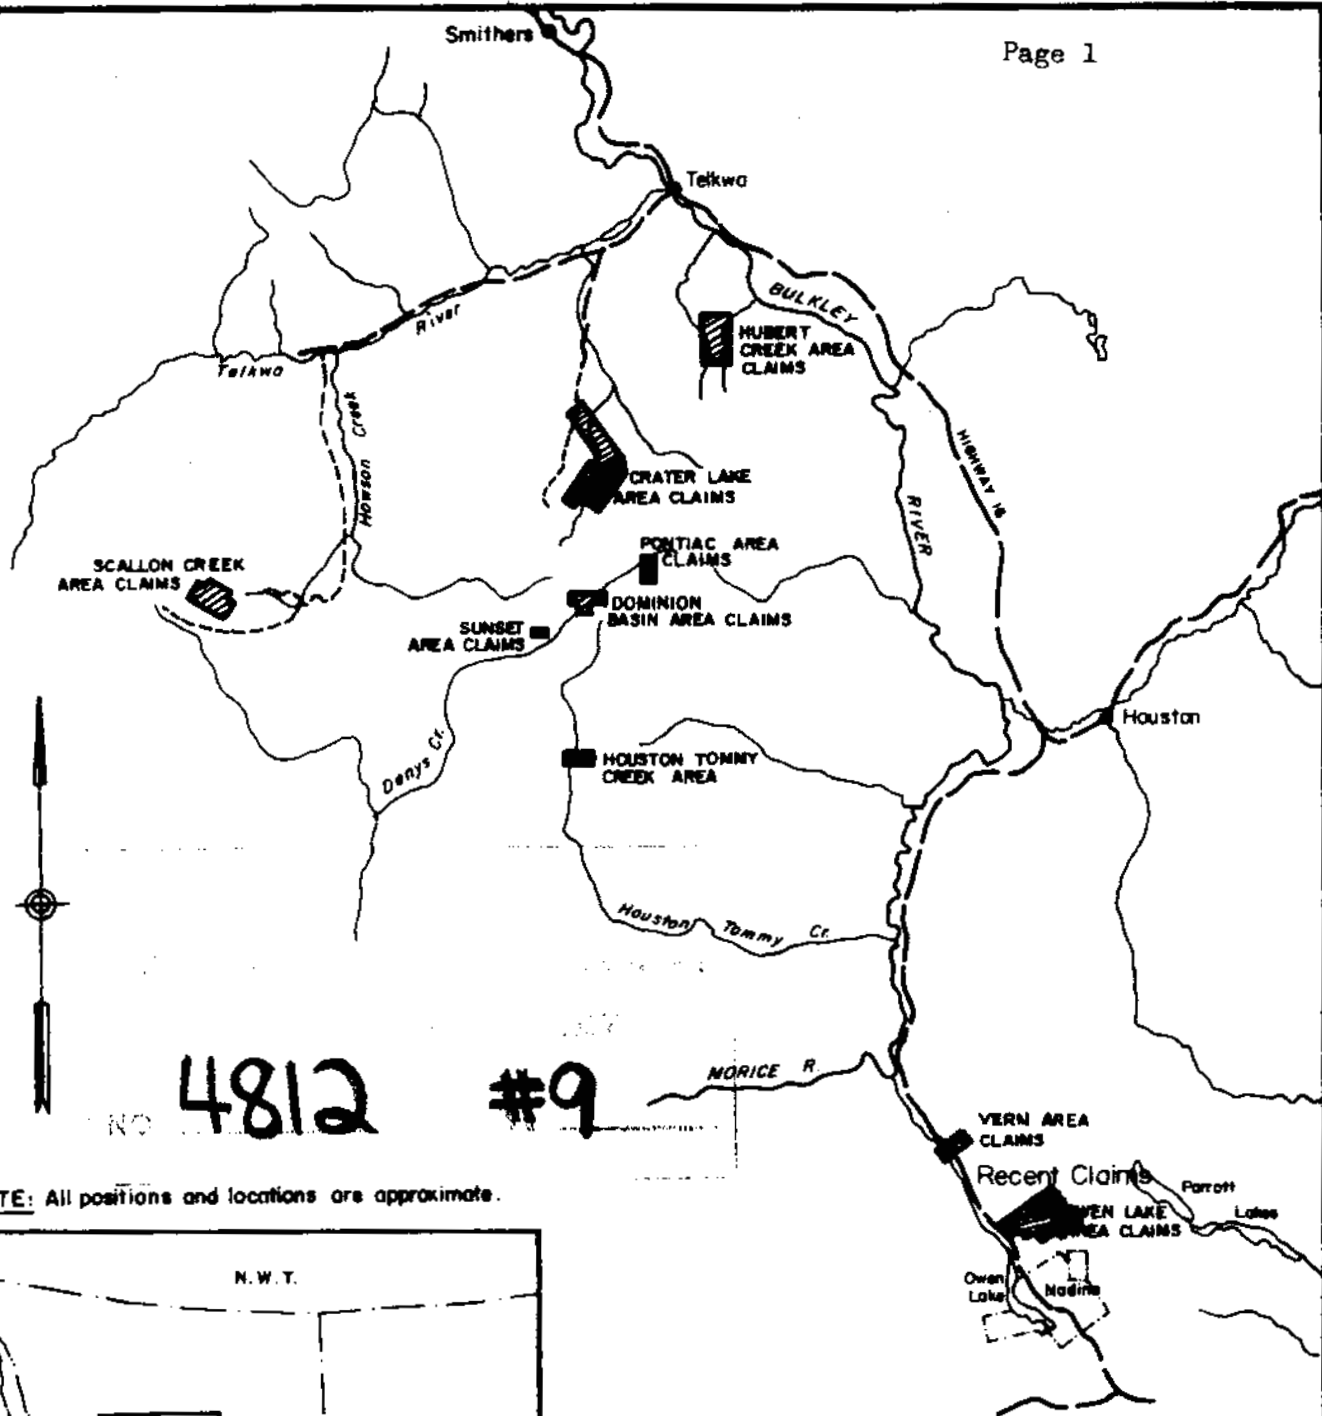 Page 1
Smithers
Telkwa
BULKLEY
River
HUBERT
CREEK AREA
CLAIMS
Telkwa
Howson Creek
HIGHWAY 16
CRATER LAKE
AREA CLAIMS
RIVER
PONTIAC AREA
CLAIMS
SCALLON CREEK
AREA CLAIMS
DOMINION
BASIN AREA CLAIMS
SUNSET
AREA CLAIMS
Houston
Denys Cr.
HOUSTON TOMMY
CREEK AREA
Houston Tommy Cr.
MORICE R.
NO 4812 #9
VERN AREA
CLAIMS
Recent Claims
Parrott
Lakes
LAKE
CLAIMS
TE: All positions and locations are approximate.
Owen
Lake
Nadina
N.W.T.